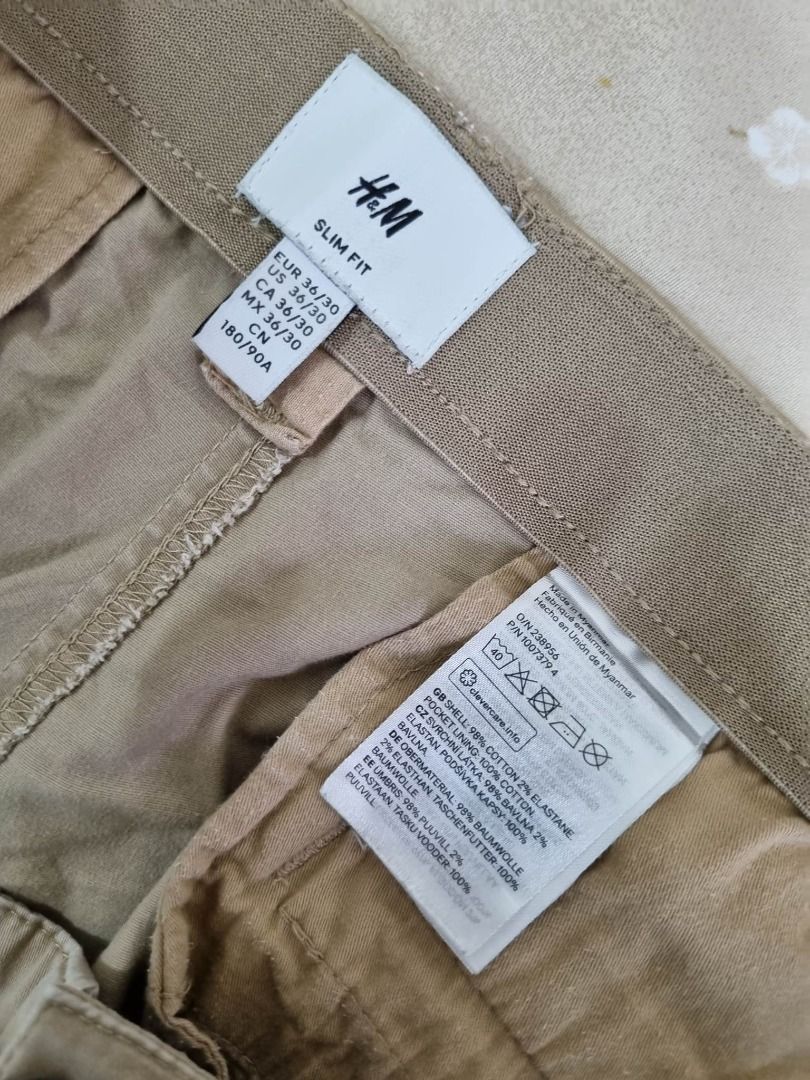 H&M
SLIM FIT
EUR 36/30
US 36/30
CA 36/30
MX 36/30
CN
180/90A
Made in Myanmar
Fabriqué en Birmanie
Hecho en Unión de Myanmar
O/N 238956
P/N 1007379.4
40
clevercare.info
GB SHELL: 98% COTTON 2% ELASTANE
POCKET LINING: 100% COTTON
CZ SVRCHNÍ LÁTKA: 98% BAVLNA 2%
ELASTAN. PODŠÍVKA KAPSY: 100%
BAVLNA
DE OBERMATERIAL: 98% BAUMWOLLE
2% ELASTHAN. TASCHENFUTTER: 100%
BAUMWOLLE
EE ÜMBRIS: 98% PUUVILL 2%
ELASTAAN. TASKU VOODER: 100%
PUUVILL